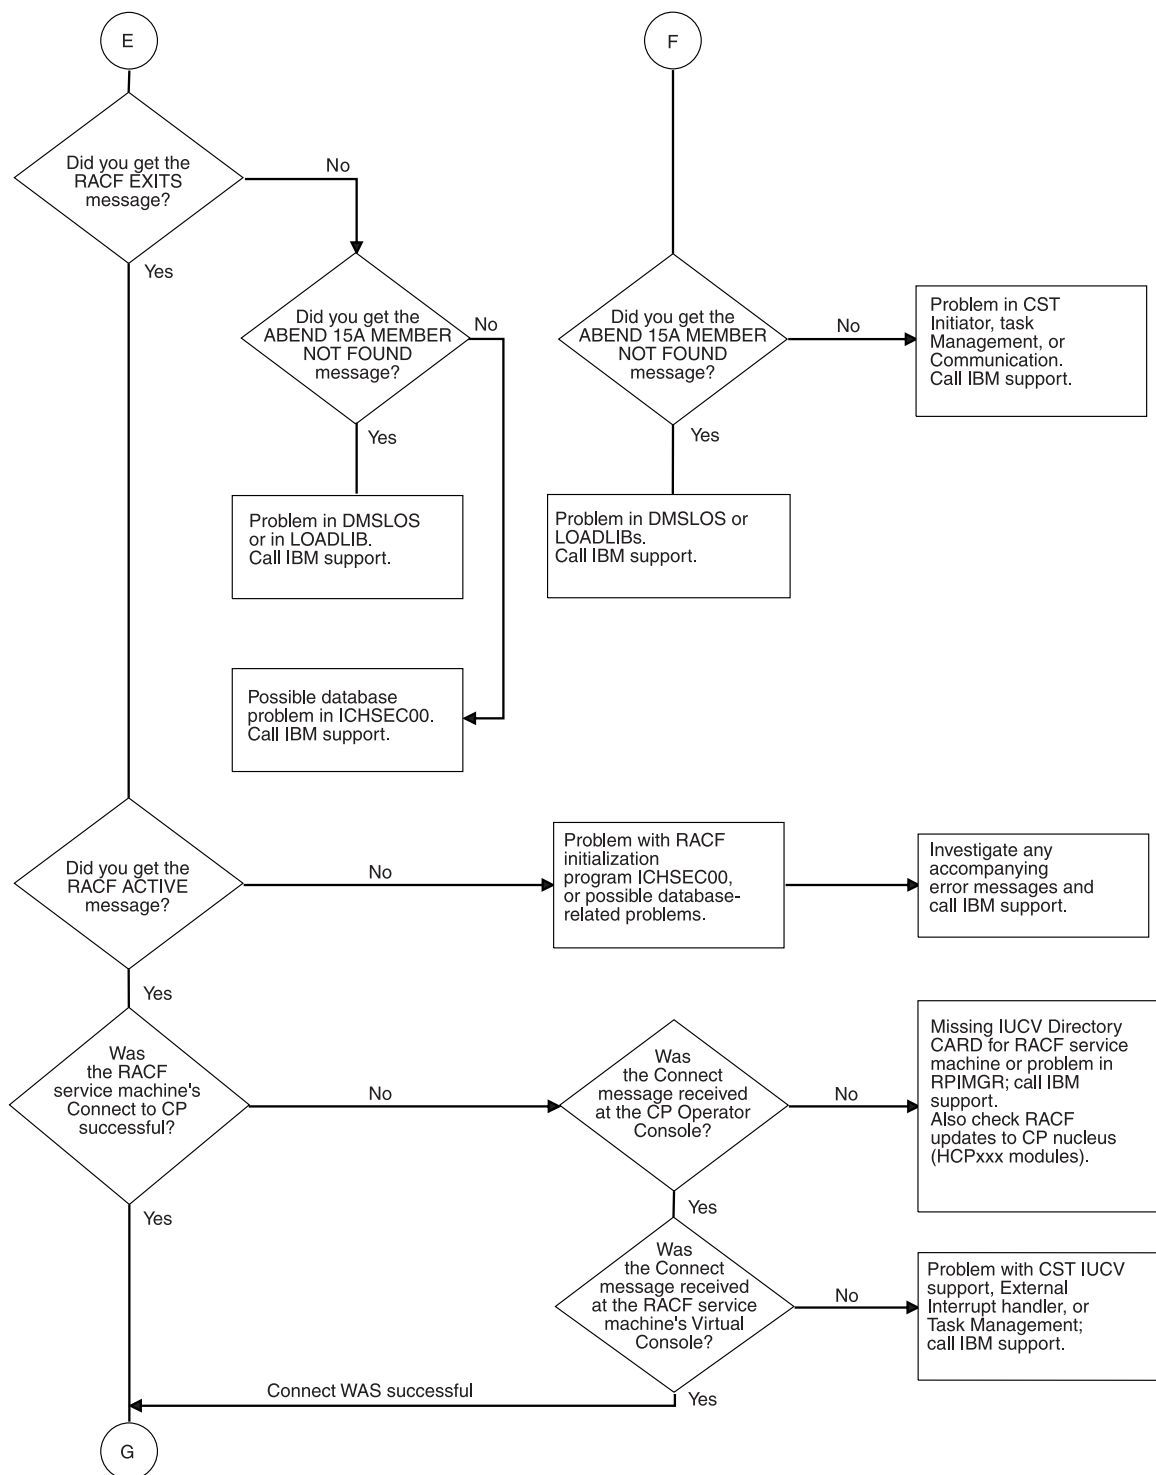 E
F
Did you get the
RACF EXITS
message?
No
Yes
Did you get the
ABEND 15A MEMBER
NOT FOUND
message?
No
Yes
Did you get the
ABEND 15A MEMBER
NOT FOUND
message?
No
Yes
Problem in CST
Initiator, task
Management, or
Communication.
Call IBM support.
Problem in DMSLOS
or in LOADLIB.
Call IBM support.
Problem in DMSLOS or
LOADLIBs.
Call IBM support.
Possible database
problem in ICHSEC00.
Call IBM support.
Did you get the
RACF ACTIVE
message?
No
Yes
Problem with RACF
initialization
program ICHSEC00,
or possible database-
related problems.
Investigate any
accompanying
error messages and
call IBM support.
Was
the RACF
service machine's
Connect to CP
successful?
No
Yes
Was
the Connect
message received
at the CP Operator
Console?
No
Yes
Missing IUCV Directory
CARD for RACF service
machine or problem in
RPIMGR; call IBM
support.
Also check RACF
updates to CP nucleus
(HCPxxx modules).
Was
the Connect
message received
at the RACF service
machine's Virtual
Console?
No
Yes
Problem with CST IUCV
support, External
Interrupt handler, or
Task Management;
call IBM support.
Connect WAS successful
G